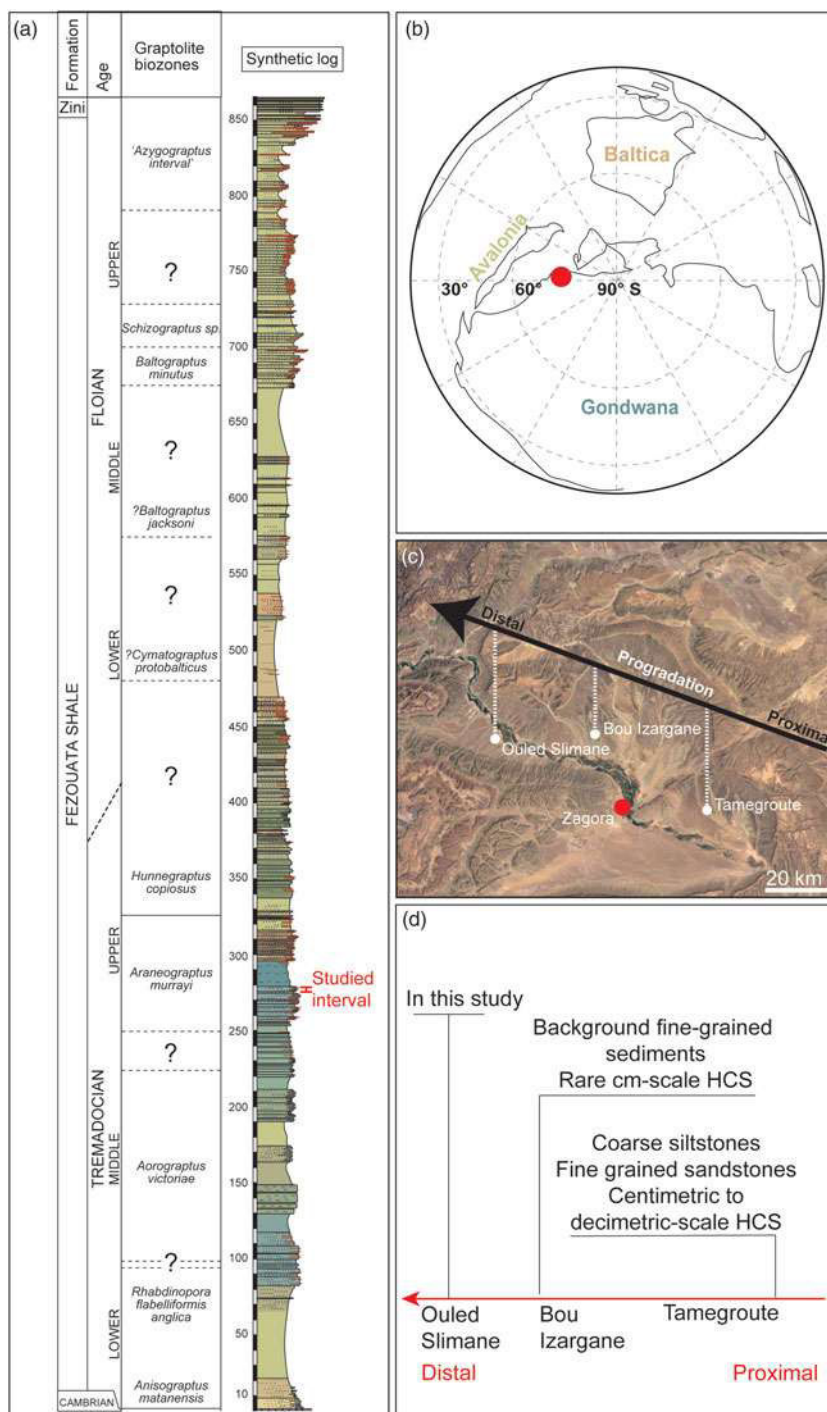 (a)
Formation
Age
Graptolite
biozones
Synthetic log
Zini
FEZOUATA SHALE
CAMBRIAN
FLOIAN
UPPER
MIDDLE
LOWER
TREMADOCIAN
UPPER
MIDDLE
LOWER
'Azygograptus
interval'
?
Schizograptus sp.
Baltograptus
minutus
?
?Baltograptus
jacksoni
?
?Cymatograptus
protobalticus
?
Hunnegraptus
copiosus
Araneograptus
murrayi
?
Aorograptus
victoriae
?
Rhabdinopora
flabelliformis
anglica
Anisograptus
matanensis
850
800
750
700
650
600
550
500
450
400
350
300
250
200
150
100
50
10
Studied
interval
(b)
Baltica
Avalonia
30°
60°
90° S
Gondwana
(c)
Distal
Progradation
Proximal
Ouled Slimane
Bou Izargane
Zagora
Tamegroute
20 km
(d)
In this study
Background fine-grained
sediments
Rare cm-scale HCS
Coarse siltstones
Fine grained sandstones
Centimetric to
decimetric-scale HCS
Ouled
Slimane
Bou
Izargane
Tamegroute
Distal
Proximal